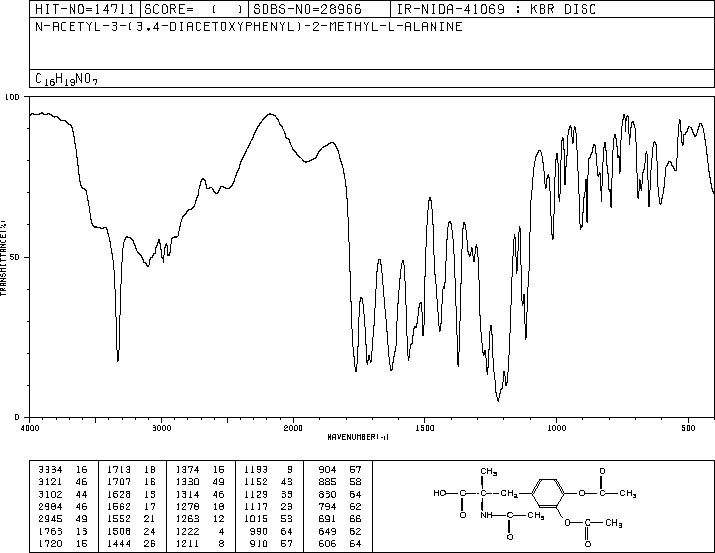 HIT-NO=14711 SCORE= ( ) SDBS-NO=28966 IR-NIDA-41069 : KBR DISC
N-ACETYL-3-(3,4-DIACETOXYPHENYL)-2-METHYL-L-ALANINE
C16H19NO7
100
50
0
TRANSMITTANCE(%)
4000 3000 2000 1500 1000 500
WAVENUMBER(-1)
3334 16 1713 18 1374 15 1193 9 904 57
3121 46 1707 16 1330 49 1152 43 885 58
3102 44 1628 15 1314 46 1129 35 830 64
2984 46 1562 17 1278 18 1117 23 794 62
2945 49 1552 21 1263 12 1015 53 691 66
1763 13 1508 24 1222 4 990 64 649 62
1720 15 1444 26 1211 8 910 57 606 64
CH3 O O
HO-C-C-CH2 O-C-CH3
O NH-C-CH3 O-C-CH3
O O